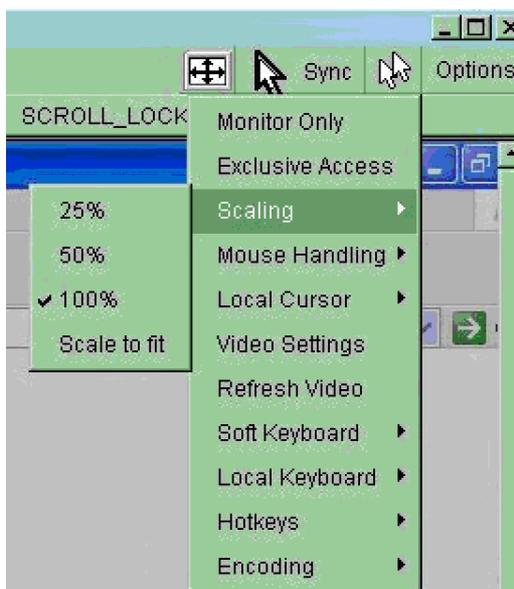 Sync Options
SCROLL_LOCK
Monitor Only
Exclusive Access
Scaling
25%
50%
100%
Scale to fit
Mouse Handling
Local Cursor
Video Settings
Refresh Video
Soft Keyboard
Local Keyboard
Hotkeys
Encoding